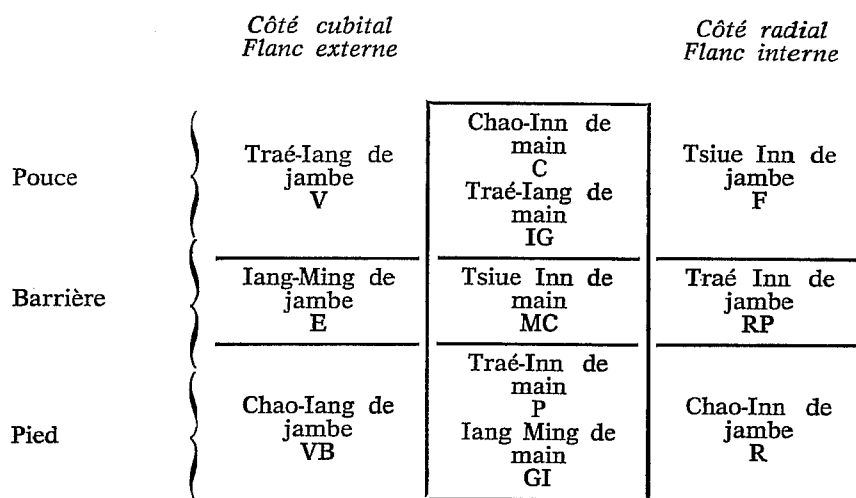 Côté cubital
Flanc externe
Côté radial
Flanc interne
Pouce
Traé-Iang de
jambe
V
Chao-Inn de
main
C
Traé-Iang de
main
IG
Tsiue Inn de
jambe
F
Barrière
Iang-Ming de
jambe
E
Tsiue Inn de
main
MC
Traé Inn de
jambe
RP
Pied
Chao-Iang de
jambe
VB
Traé-Inn de
main
P
Iang Ming de
main
GI
Chao-Inn de
jambe
R